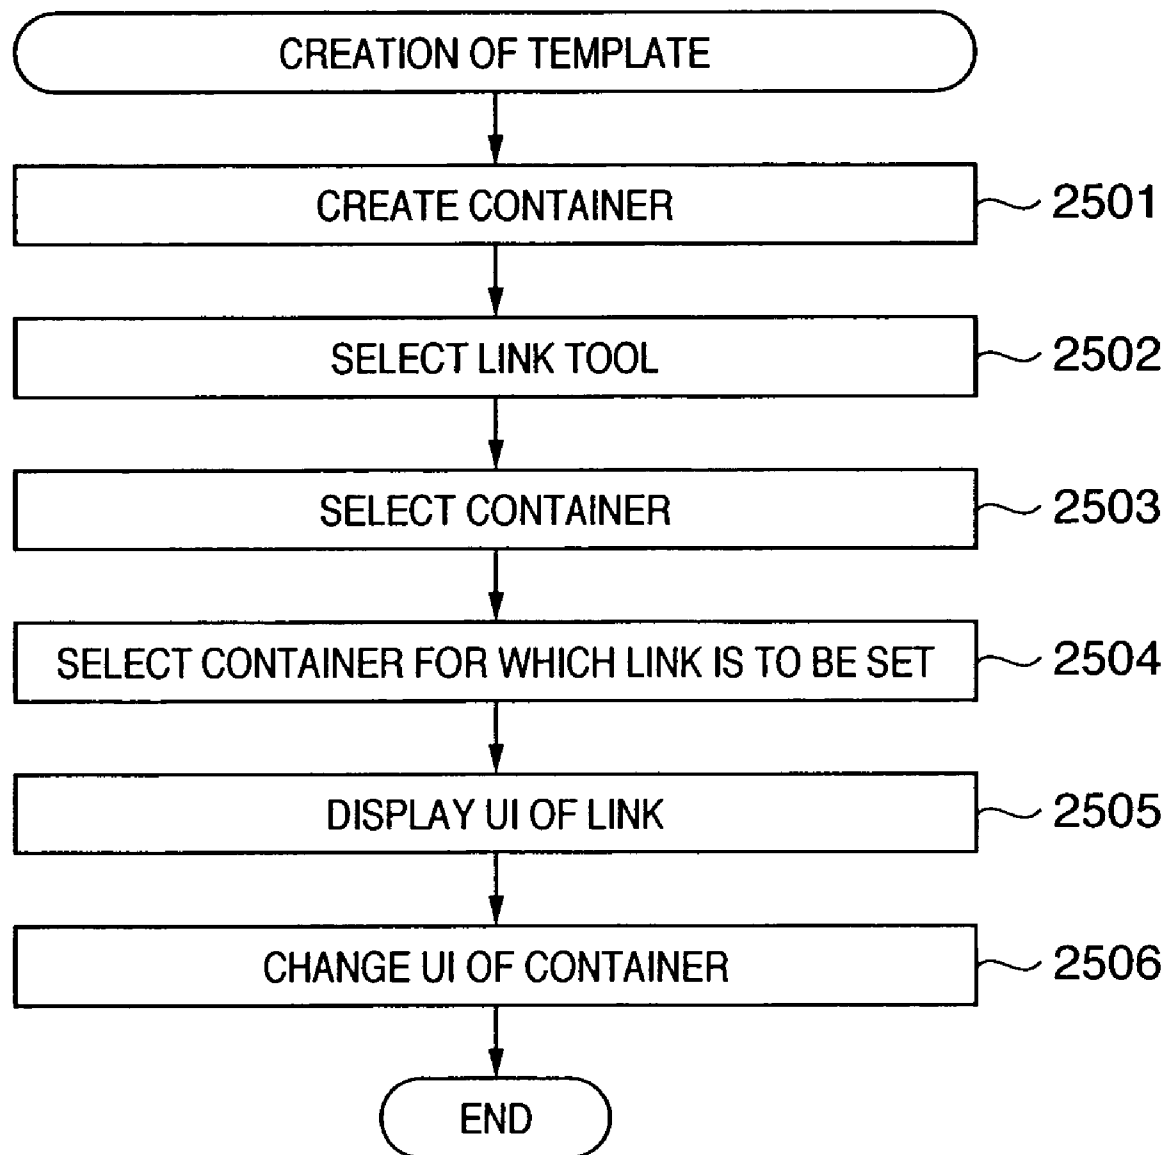 CREATION OF TEMPLATE
CREATE CONTAINER 2501
SELECT LINK TOOL 2502
SELECT CONTAINER 2503
SELECT CONTAINER FOR WHICH LINK IS TO BE SET 2504
DISPLAY UI OF LINK 2505
CHANGE UI OF CONTAINER 2506
END